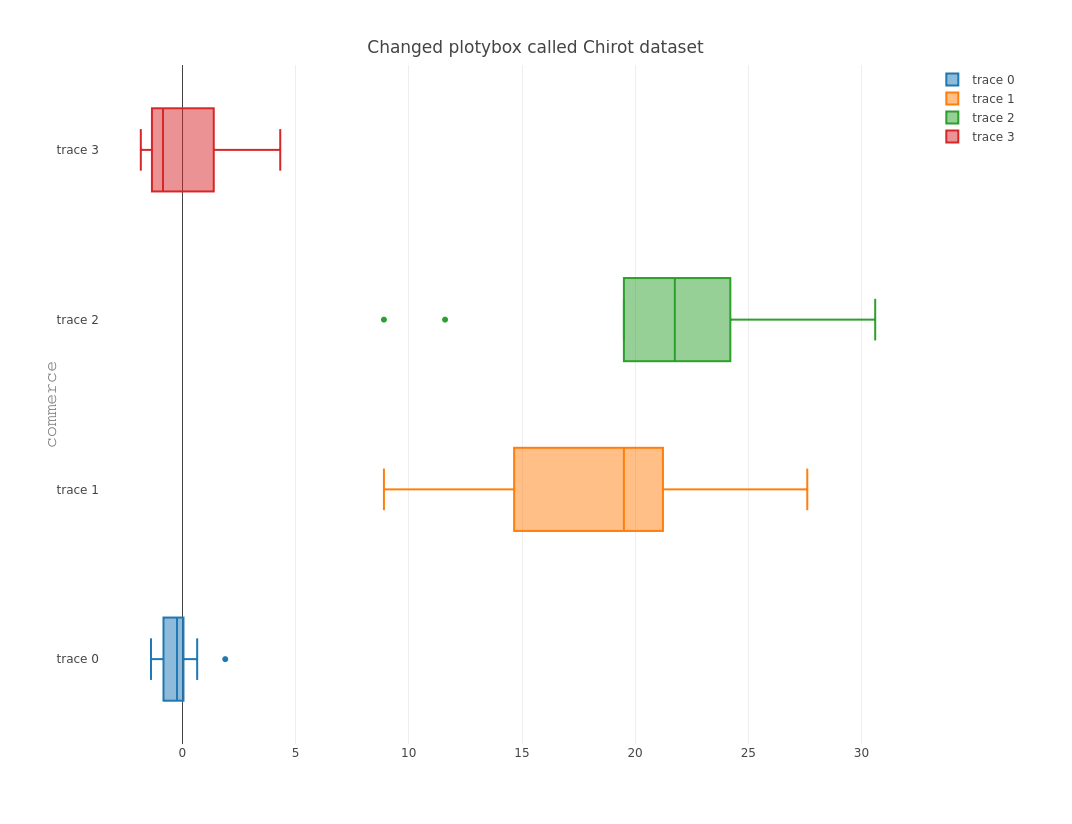 Changed plotybox called Chirot dataset
trace 0
trace 1
trace 2
trace 3
trace 3
trace 2
trace 1
trace 0
commerce
0
5
10
15
20
25
30